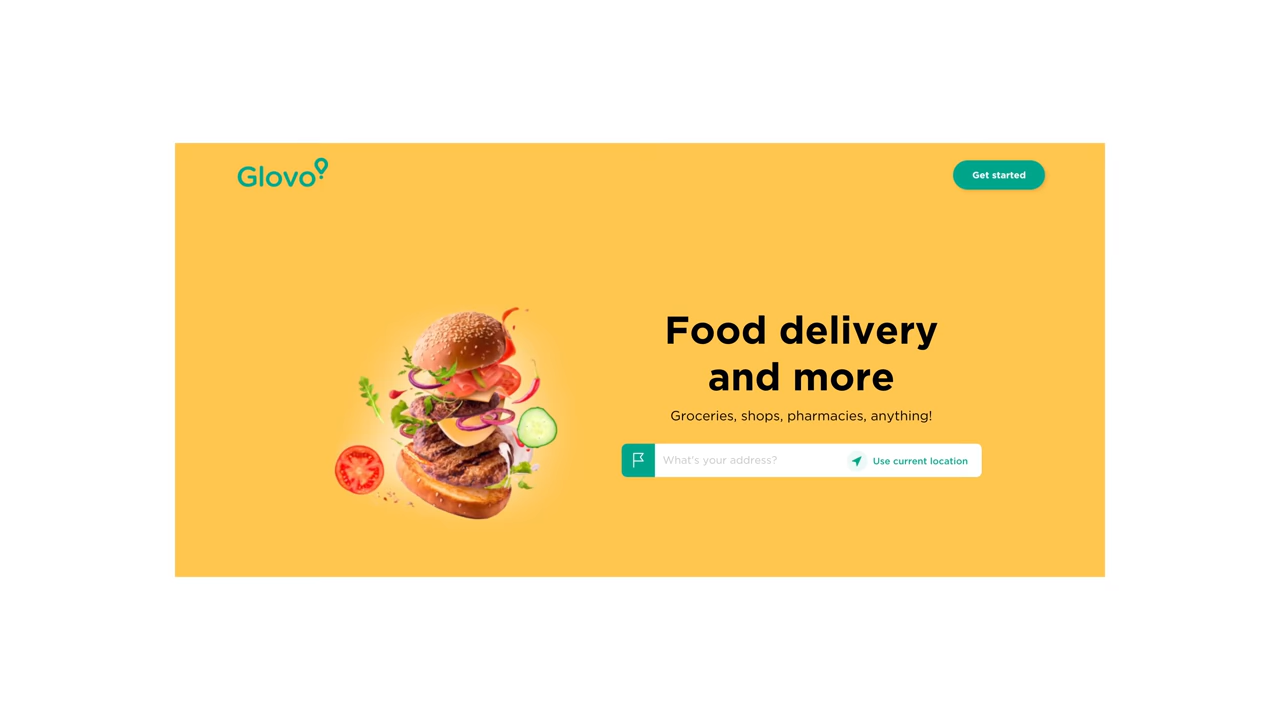 Glovo
Get started
Food delivery
and more
Groceries, shops, pharmacies, anything!
What's your address?
Use current location